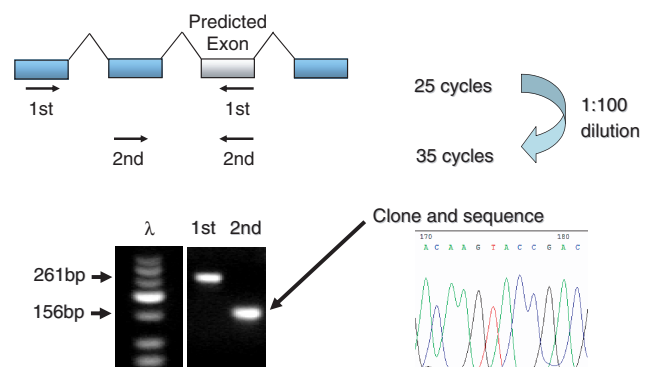 Predicted
Exon
1st
1st
2nd
2nd
25 cycles
1:100
dilution
35 cycles
λ
1st
2nd
261bp
156bp
Clone and sequence
170
180
A C A A G T A C C G A C